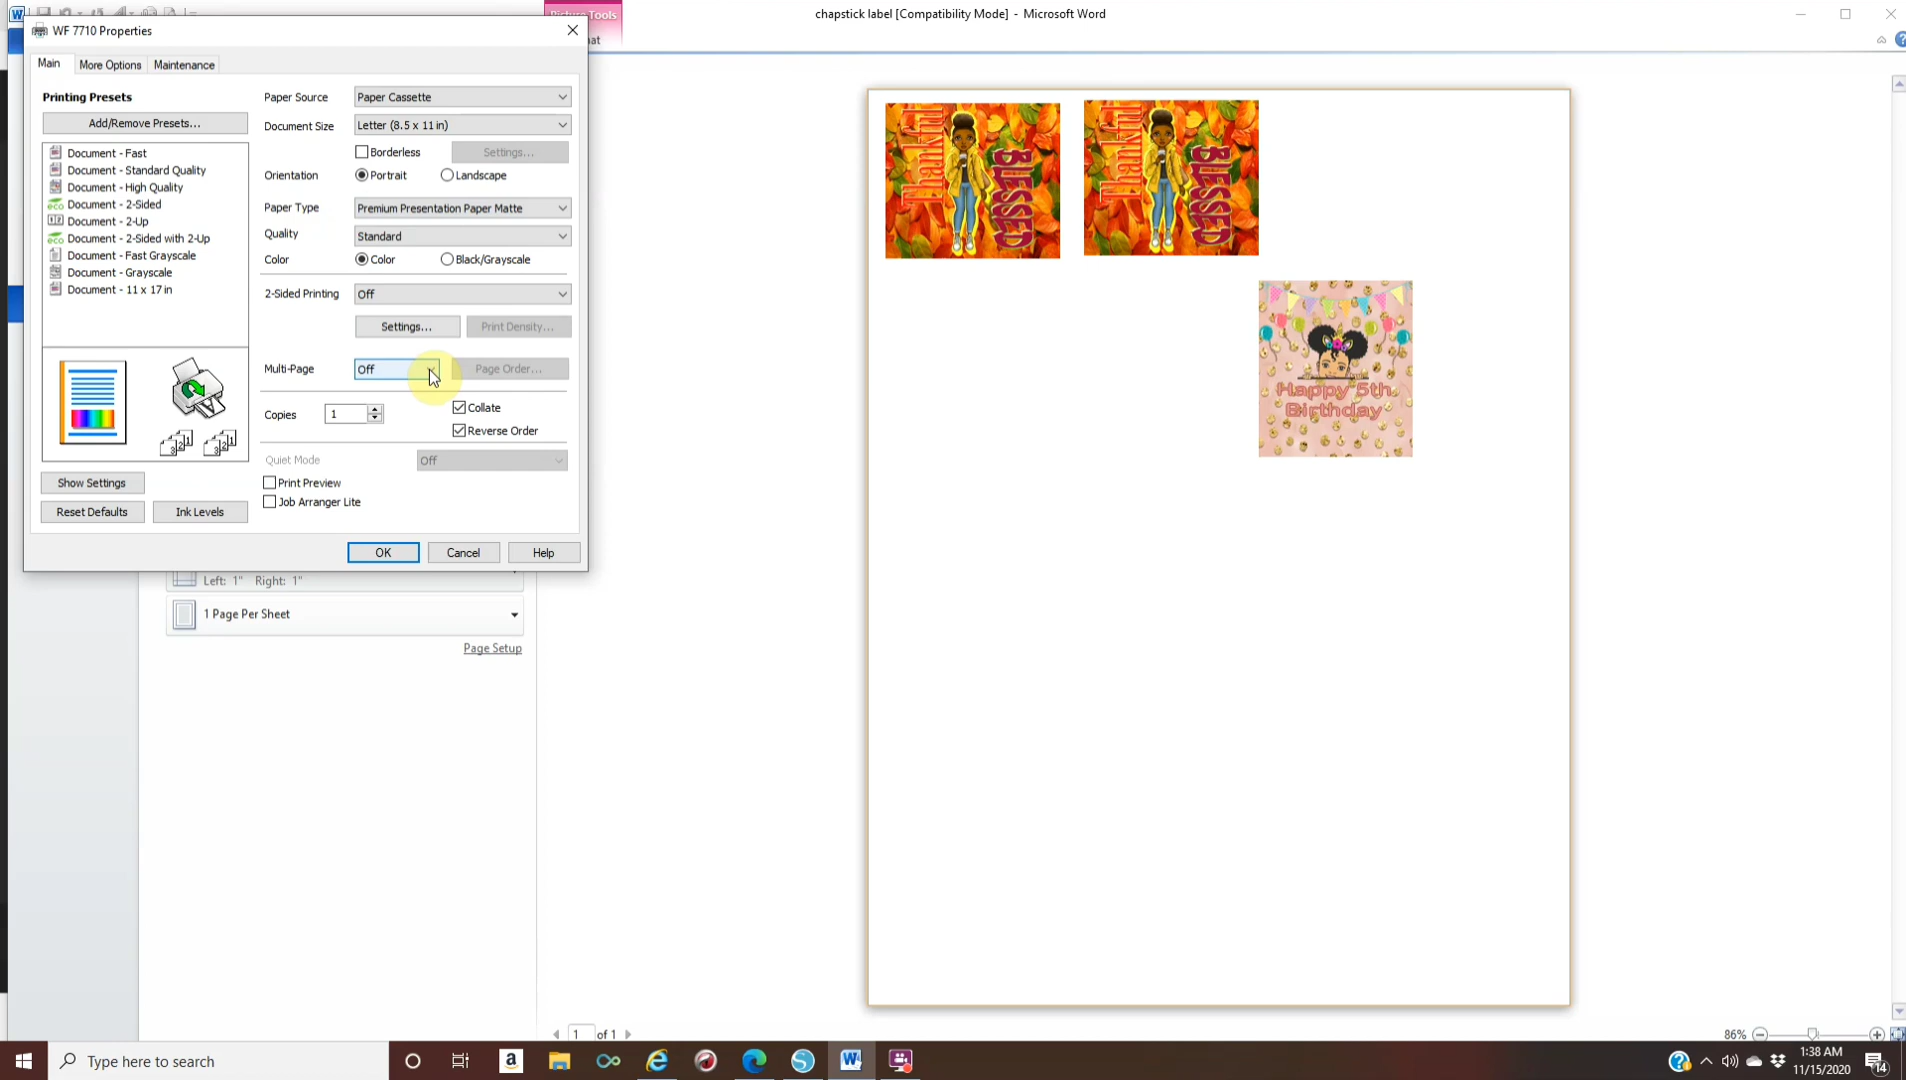 Picture Tools
chapstick label [Compatibility Mode] - Microsoft Word
WF 7710 Properties
Main
More Options
Maintenance
Printing Presets
Add/Remove Presets...
Document - Fast
Document - Standard Quality
Document - High Quality
Document - 2-Sided
Document - 2-Up
Document - 2-Sided with 2-Up
Document - Fast Grayscale
Document - Grayscale
Document - 11 x 17 in
Show Settings
Reset Defaults
Ink Levels
Paper Source
Paper Cassette
Document Size
Letter (8.5 x 11 in)
Borderless
Settings...
Orientation
Portrait
Landscape
Paper Type
Premium Presentation Paper Matte
Quality
Standard
Color
Color
Black/Grayscale
2-Sided Printing
Off
Settings...
Print Density...
Multi-Page
Off
Page Order...
Copies
1
Collate
Reverse Order
Quiet Mode
Off
Print Preview
Job Arranger Lite
OK
Cancel
Help
Left: 1" Right: 1"
1 Page Per Sheet
Page Setup
Thankful
BLESSED
Thankful
BLESSED
Happy 5th
Birthday
1 of 1
86%
Type here to search
1:38 AM
11/15/2020
14